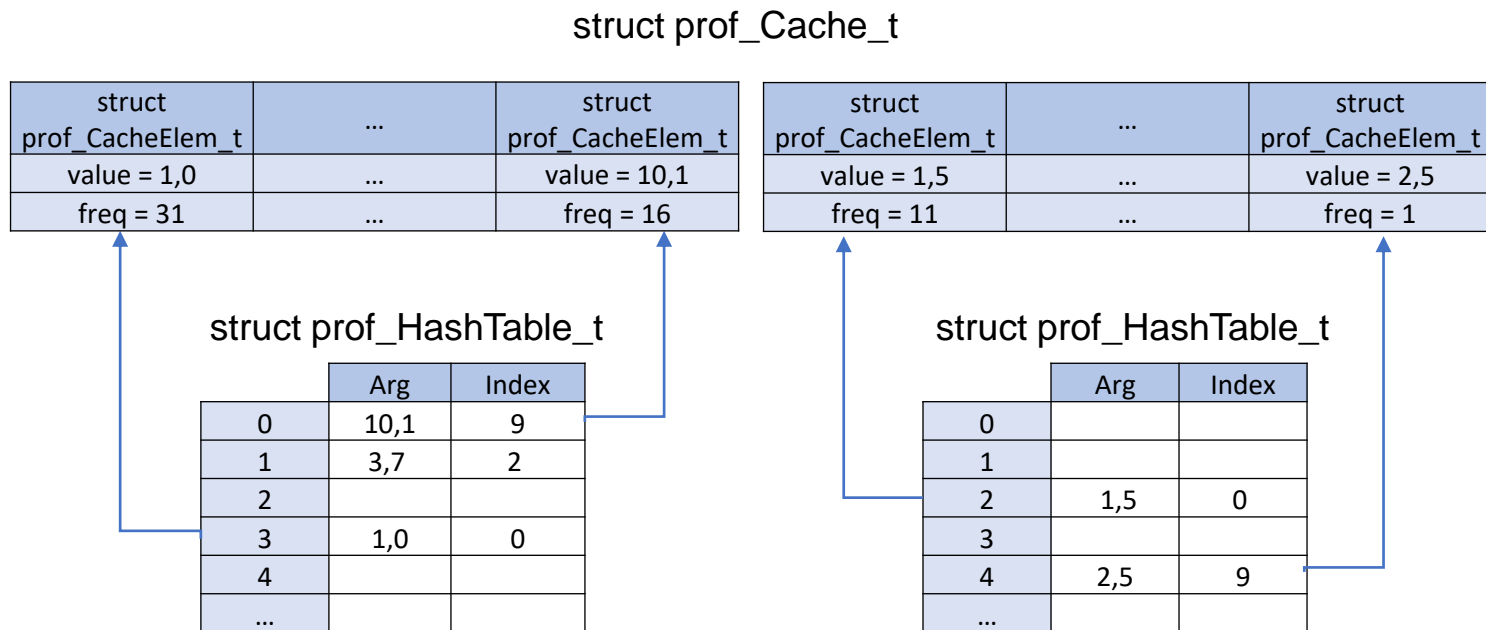 struct prof_Cache_t
struct ... struct
prof_CacheElem_t prof_CacheElem_t
value = 1,0 ... value = 10,1
freq = 31 ... freq = 16
struct ... struct
prof_CacheElem_t prof_CacheElem_t
value = 1,5 ... value = 2,5
freq = 11 ... freq = 1
struct prof_HashTable_t
Arg Index
0 10,1 9
1 3,7 2
2
3 1,0 0
4
...
struct prof_HashTable_t
Arg Index
0
1
2 1,5 0
3
4 2,5 9
...